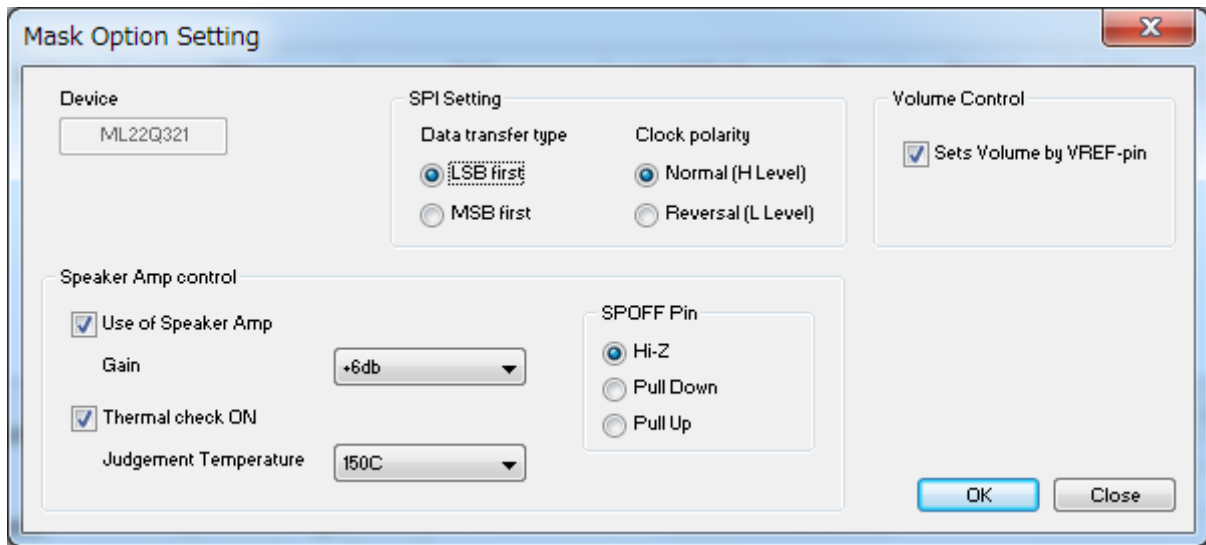 Mask Option Setting
Device
ML22Q321
SPI Setting
Data transfer type
LSB first
MSB first
Clock polarity
Normal (H Level)
Reversal (L Level)
Volume Control
Sets Volume by VREF-pin
Speaker Amp control
Use of Speaker Amp
Gain
+6db
Thermal check ON
Judgement Temperature
150C
SPOFF Pin
Hi-Z
Pull Down
Pull Up
OK
Close